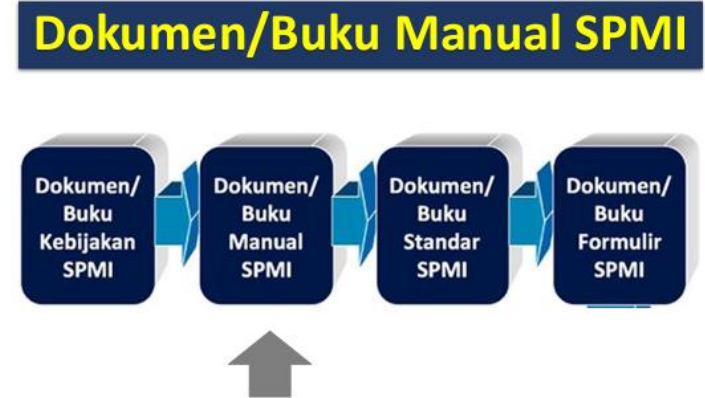 Dokumen/Buku Manual SPMI
Dokumen/
Buku
Kebijakan
SPMI
Dokumen/
Buku
Manual
SPMI
Dokumen/
Buku
Standar
SPMI
Dokumen/
Buku
Formulir
SPMI